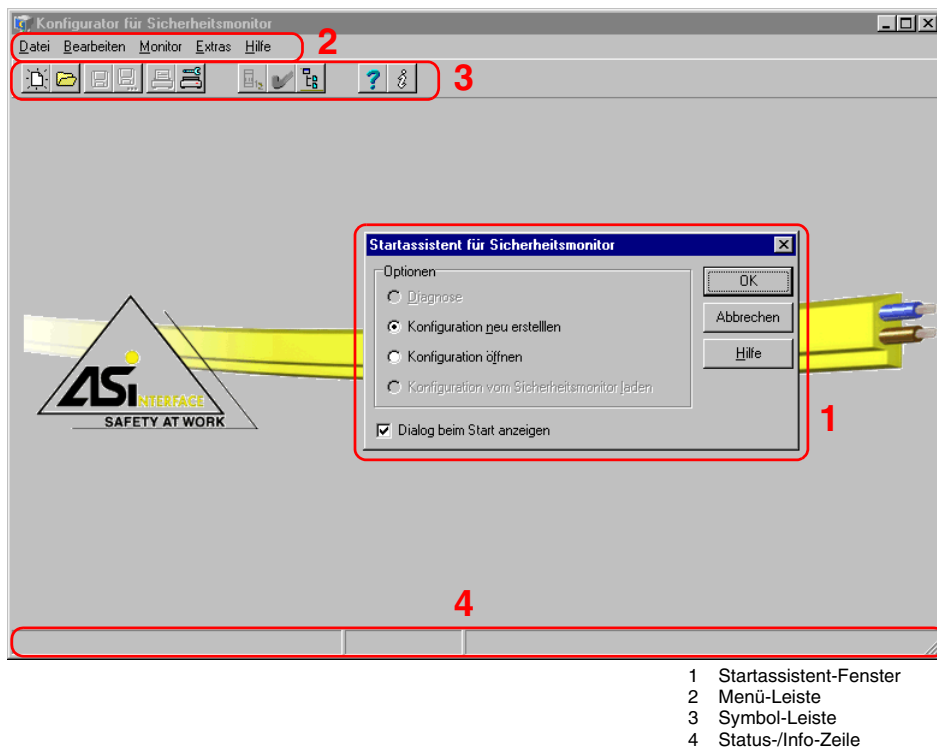 Konfigurator für Sicherheitsmonitor
Datei Bearbeiten Monitor Extras Hilfe
2
3
Startassistent für Sicherheitsmonitor
Optionen
Diagnose
Konfiguration neu erstelllen
Konfiguration öffnen
Konfiguration vom Sicherheitsmonitor laden
Dialog beim Start anzeigen
OK
Abbrechen
Hilfe
1
ASi INTERFACE
SAFETY AT WORK
4
1 Startassistent-Fenster
2 Menü-Leiste
3 Symbol-Leiste
4 Status-/Info-Zeile